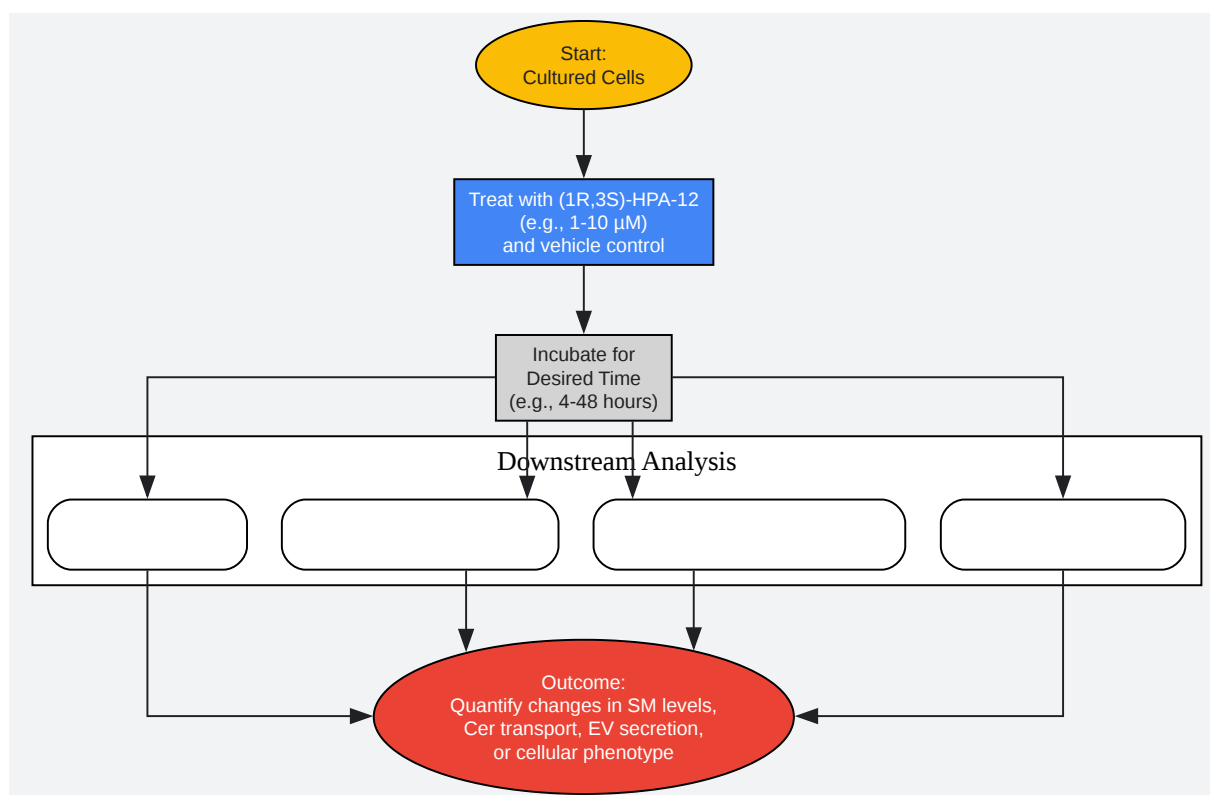 Start:
Cultured Cells
Treat with (1R,3S)-HPA-12
(e.g., 1-10 µM)
and vehicle control
Incubate for
Desired Time
(e.g., 4-48 hours)
Downstream Analysis
Outcome:
Quantify changes in SM levels,
Cer transport, EV secretion,
or cellular phenotype